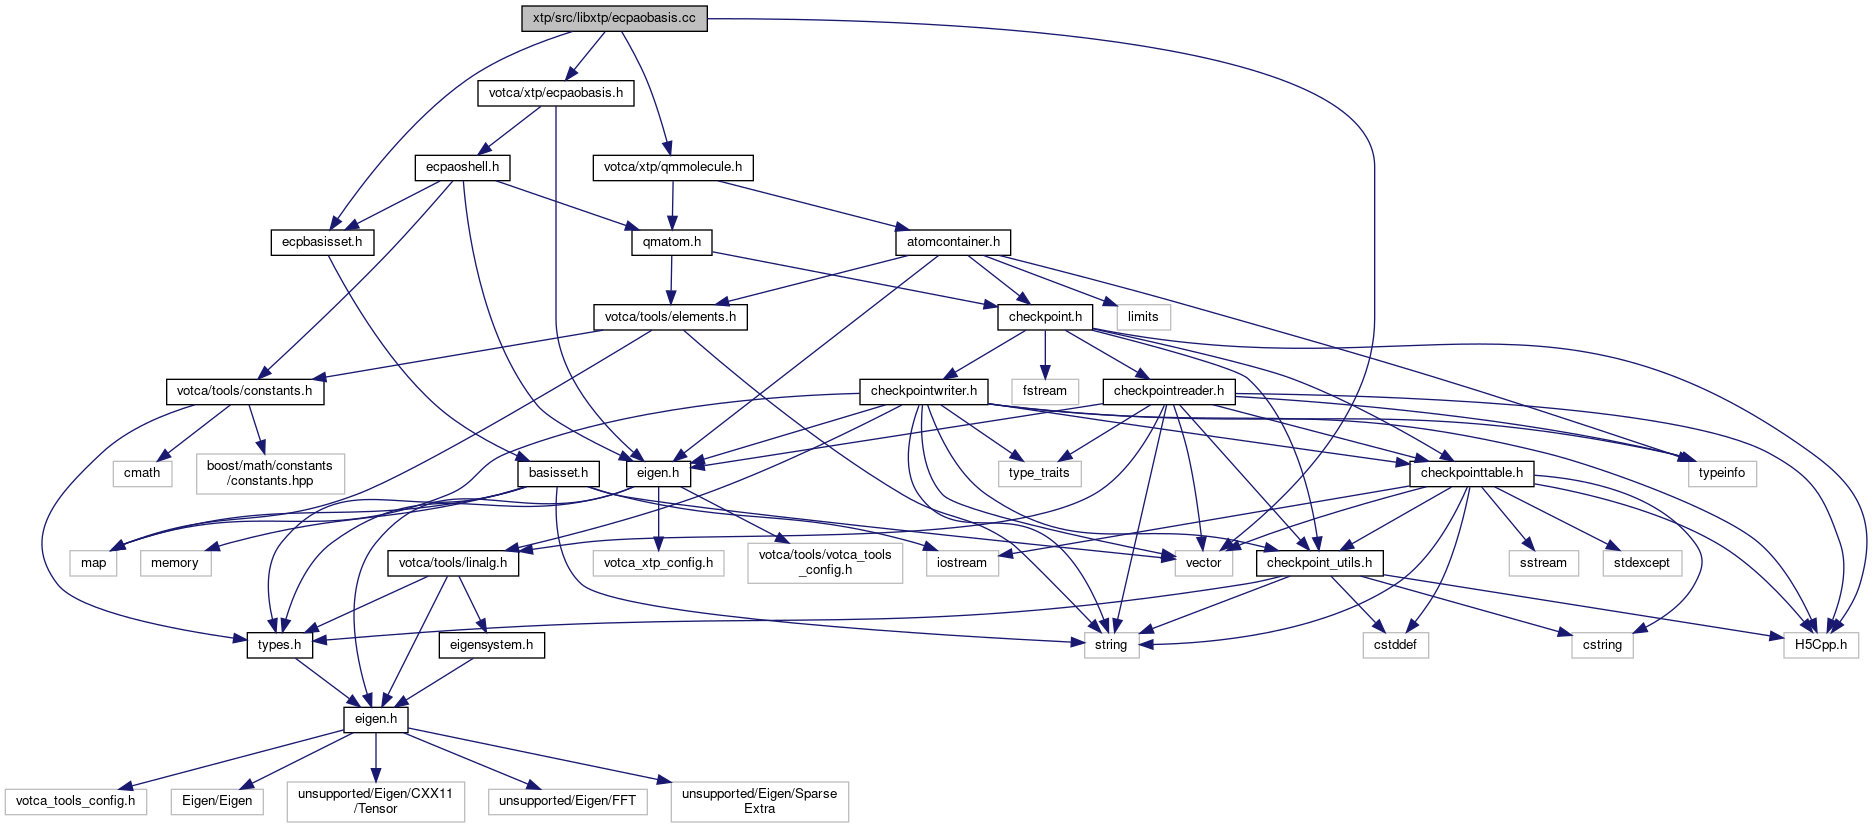 xtp/src/libxtp/ecpaobasis.cc
votca/xtp/ecpaobasis.h
ecpaoshell.h
votca/xtp/qmmolecule.h
ecpbasisset.h
qmatom.h
atomcontainer.h
votca/tools/elements.h
checkpoint.h
limits
votca/tools/constants.h
checkpointwriter.h
fstream
checkpointreader.h
cmath
boost/math/constants
/constants.hpp
basisset.h
eigen.h
type_traits
checkpointtable.h
typeinfo
map
memory
votca/tools/linalg.h
votca_xtp_config.h
votca/tools/votca_tools
_config.h
iostream
vector
checkpoint_utils.h
sstream
stdexcept
types.h
eigensystem.h
string
cstddef
cstring
H5Cpp.h
eigen.h
votca_tools_config.h
Eigen/Eigen
unsupported/Eigen/CXX11
/Tensor
unsupported/Eigen/FFT
unsupported/Eigen/Sparse
Extra